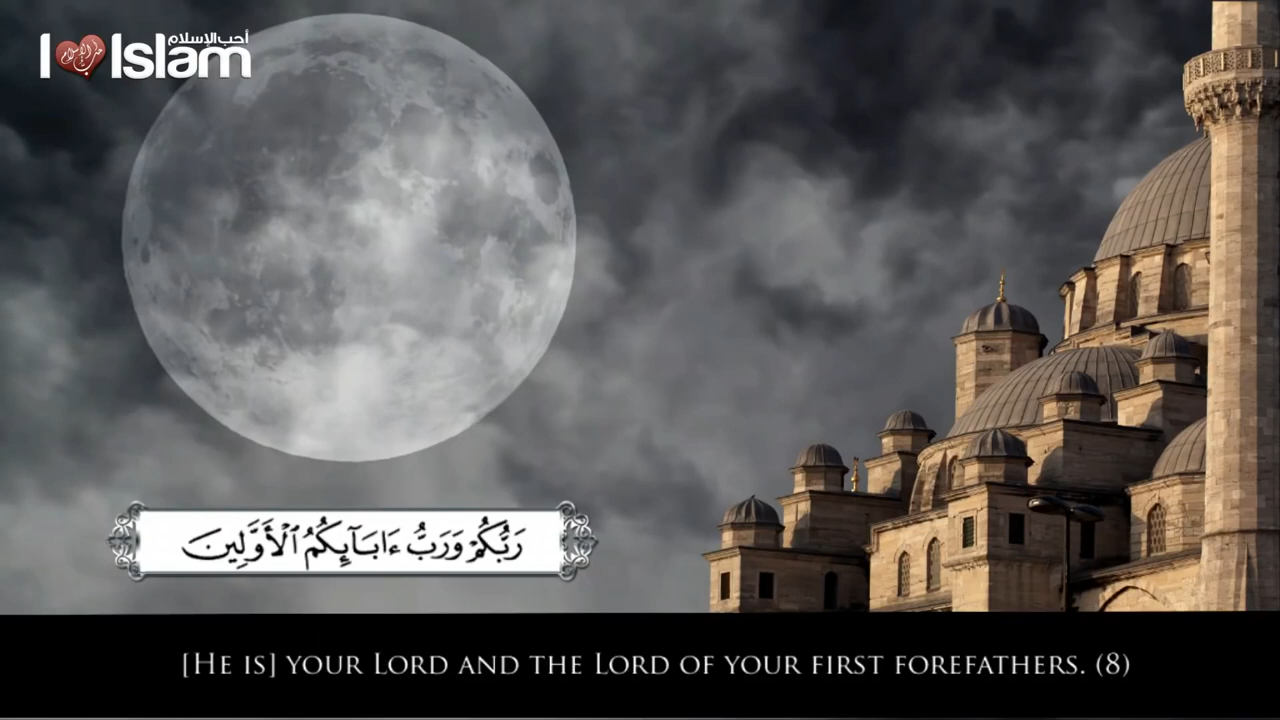 أحب الإسلام
I Islam
رَبُّكُمْ وَرَبُّ ءَابَآئِكُمُ ٱلْأَوَّلِينَ
[He is] your Lord and the Lord of your first forefathers. (8)